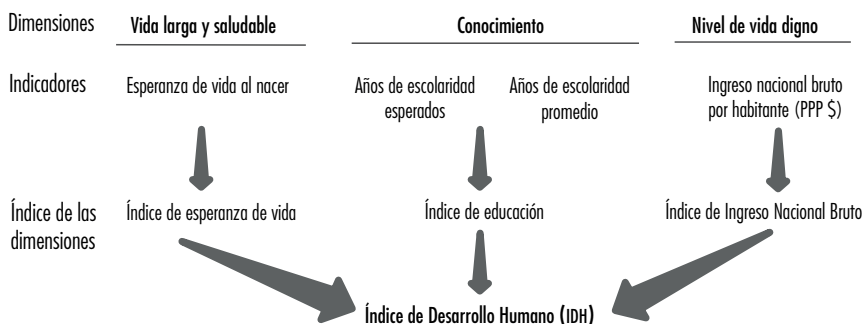 Dimensiones
Vida larga y saludable
Conocimiento
Nivel de vida digno
Indicadores
Esperanza de vida al nacer
Años de escolaridad
esperados
Años de escolaridad
promedio
Ingreso nacional bruto
por habitante (PPP $)
Índice de las
dimensiones
Índice de esperanza de vida
Índice de educación
Índice de Ingreso Nacional Bruto
Índice de Desarrollo Humano (IDH)